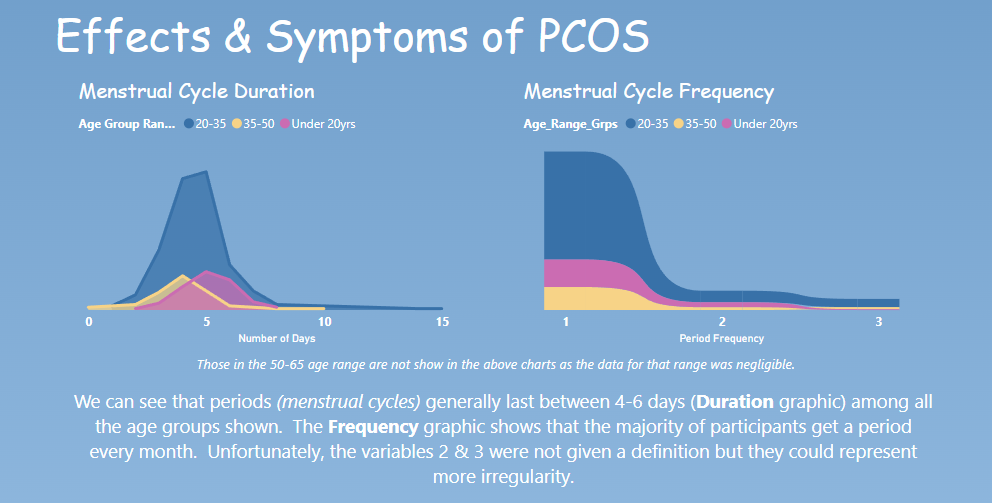 Effects & Symptoms of PCOS
Menstrual Cycle Duration
Age Group Ran... 20-35 35-50 Under 20yrs
0 5 10 15
Number of Days
Menstrual Cycle Frequency
Age_Range_Grps 20-35 35-50 Under 20yrs
1 2 3
Period Frequency
Those in the 50-65 age range are not show in the above charts as the data for that range was negligible.
We can see that periods (menstrual cycles) generally last between 4-6 days (Duration graphic) among all
the age groups shown. The Frequency graphic shows that the majority of participants get a period
every month. Unfortunately, the variables 2 & 3 were not given a definition but they could represent
more irregularity.